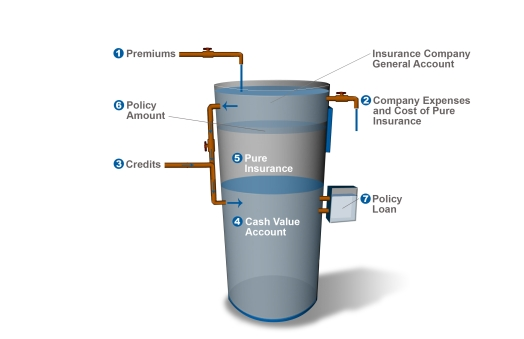 1 Premiums
Insurance Company
General Account
6 Policy
Amount
2 Company Expenses
and Cost of Pure
Insurance
3 Credits
5 Pure
Insurance
4 Cash Value
Account
7 Policy
Loan